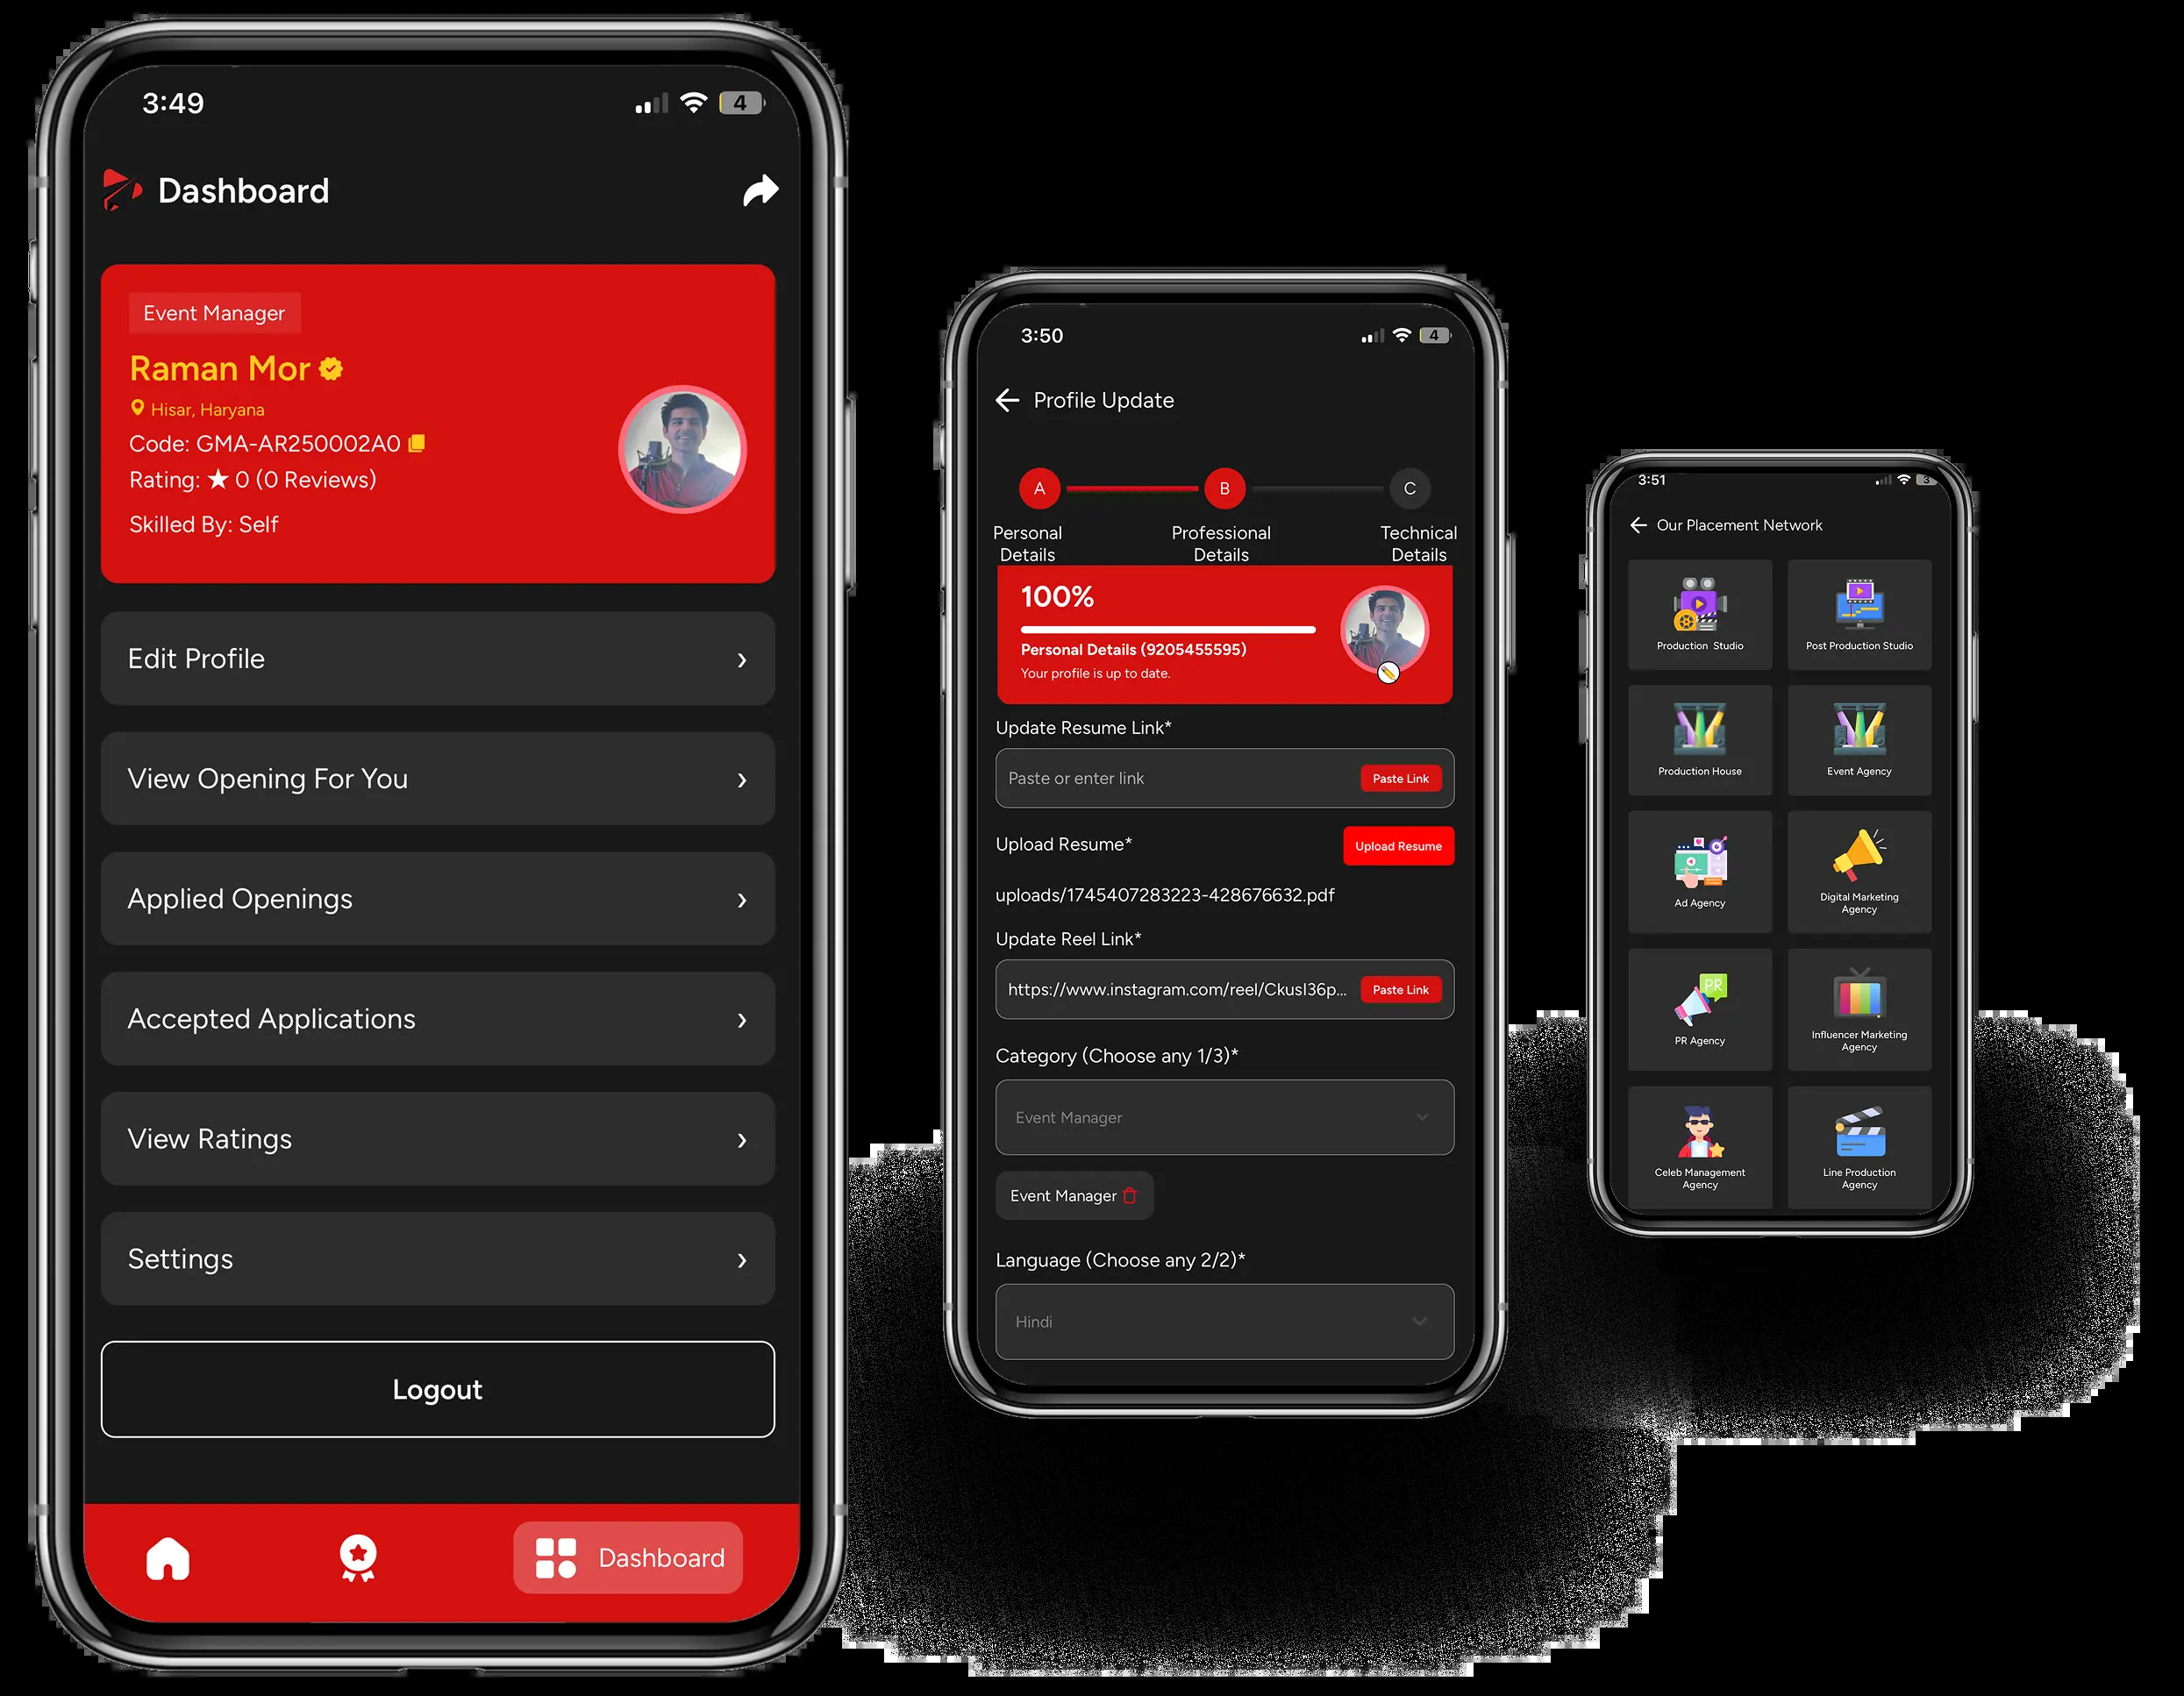 3:49
4
Dashboard
Event Manager
Raman Mor
Hisar, Haryana
Code: GMA-AR250002A0
Rating: ★ 0 (0 Reviews)
Skilled By: Self
Edit Profile
View Opening For You
Applied Openings
Accepted Applications
View Ratings
Settings
Logout
Dashboard
3:50
4
Profile Update
A
B
C
Personal
Details
Professional
Details
Technical
Details
100%
Personal Details (9205455595)
Your profile is up to date.
Update Resume Link*
Paste or enter link
Paste Link
Upload Resume*
Upload Resume
uploads/1745407283223-428676632.pdf
Update Reel Link*
https://www.instagram.com/reel/CkusI36p...
Paste Link
Category (Choose any 1/3)*
Event Manager
Event Manager
Language (Choose any 2/2)*
Hindi
3:51
3
Our Placement Network
Production Studio
Post Production Studio
Production House
Event Agency
Ad Agency
Digital Marketing
Agency
PR
PR Agency
Influencer Marketing
Agency
Celeb Management
Agency
Line Production
Agency